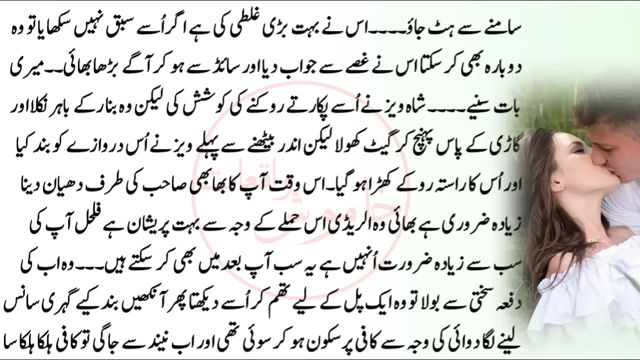 سامنے سے ہٹ جاؤ۔۔۔۔اس نے بہت بڑی غلطی کی ہے اگر اُسے سبق نہیں سکھایا تو وہ
دوبارہ بھی کر سکتا اس نے غصے سے جواب دیا اور سائڈ سے ہو کر آگے بڑھا بھائی۔۔میری
بات سنیے۔۔۔۔شاہ ویز نے اُسے پکارتے روکنے کی کوشش کی لیکن وہ بنا رکے باہر نکلا اور
گاڑی کے پاس پہنچ کر گیٹ کھولا لیکن اندر بیٹھنے سے پہلے ویز نے اُس دروازے کو بند کیا
اور اُس کا راستہ روکے کھڑا ہو گیا۔اس وقت آپ کا بھابھی صاحب کی طرف دھیان دینا
زیادہ ضروری ہے بھائی وہ الریڈی اس حملے کے وجہ سے بہت پریشان ہے فلحل آپ کی
سب سے زیادہ ضرورت اُنہیں ہے یہ سب آپ بعد میں بھی کر سکتے ہیں۔۔۔وہ اب کی
دفعہ سختی سے بولا تو وہ ایک پل کے لیے تھم کر اُسے دیکھتا پھر آنکھیں بند کیے گہری سانس
لینے لگا دوائی کی وجہ سے کافی پر سکون ہو کر سوئی تھی اور اب نیند سے جاگی تو کافی ہلکا ہلکا سا